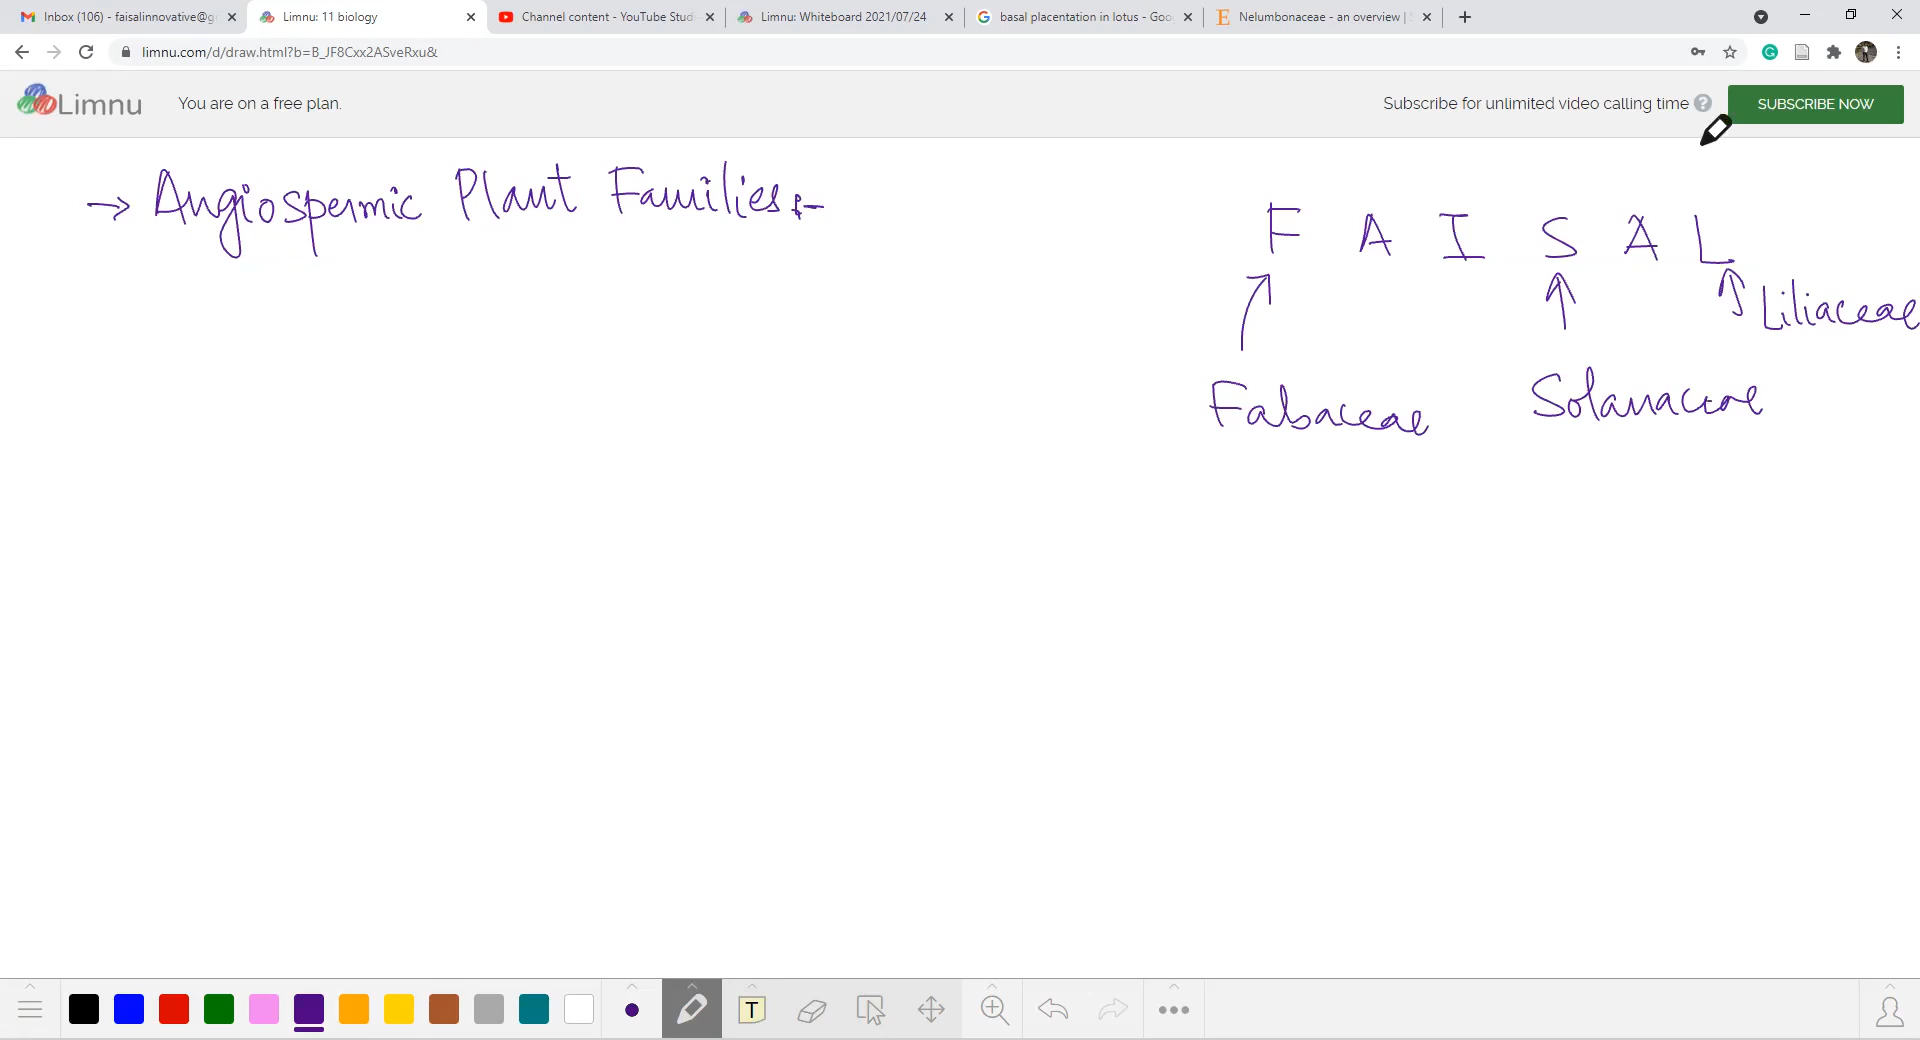 Inbox (106) - faisalinnovative@g
Limnu: 11 biology
Channel content - YouTube Stud
Limnu: Whiteboard 2021/07/24
basal placentation in lotus - Goo
Nelumbonaceae - an overview |
limnu.com/d/draw.html?b=B_JF8Cxx2ASveRxu&
Limnu
You are on a free plan.
Subscribe for unlimited video calling time ?
SUBSCRIBE NOW
→ Angiospermic Plant Families:-
F A I S A L
Liliaceae
Fabaceae
Solanaceae
T